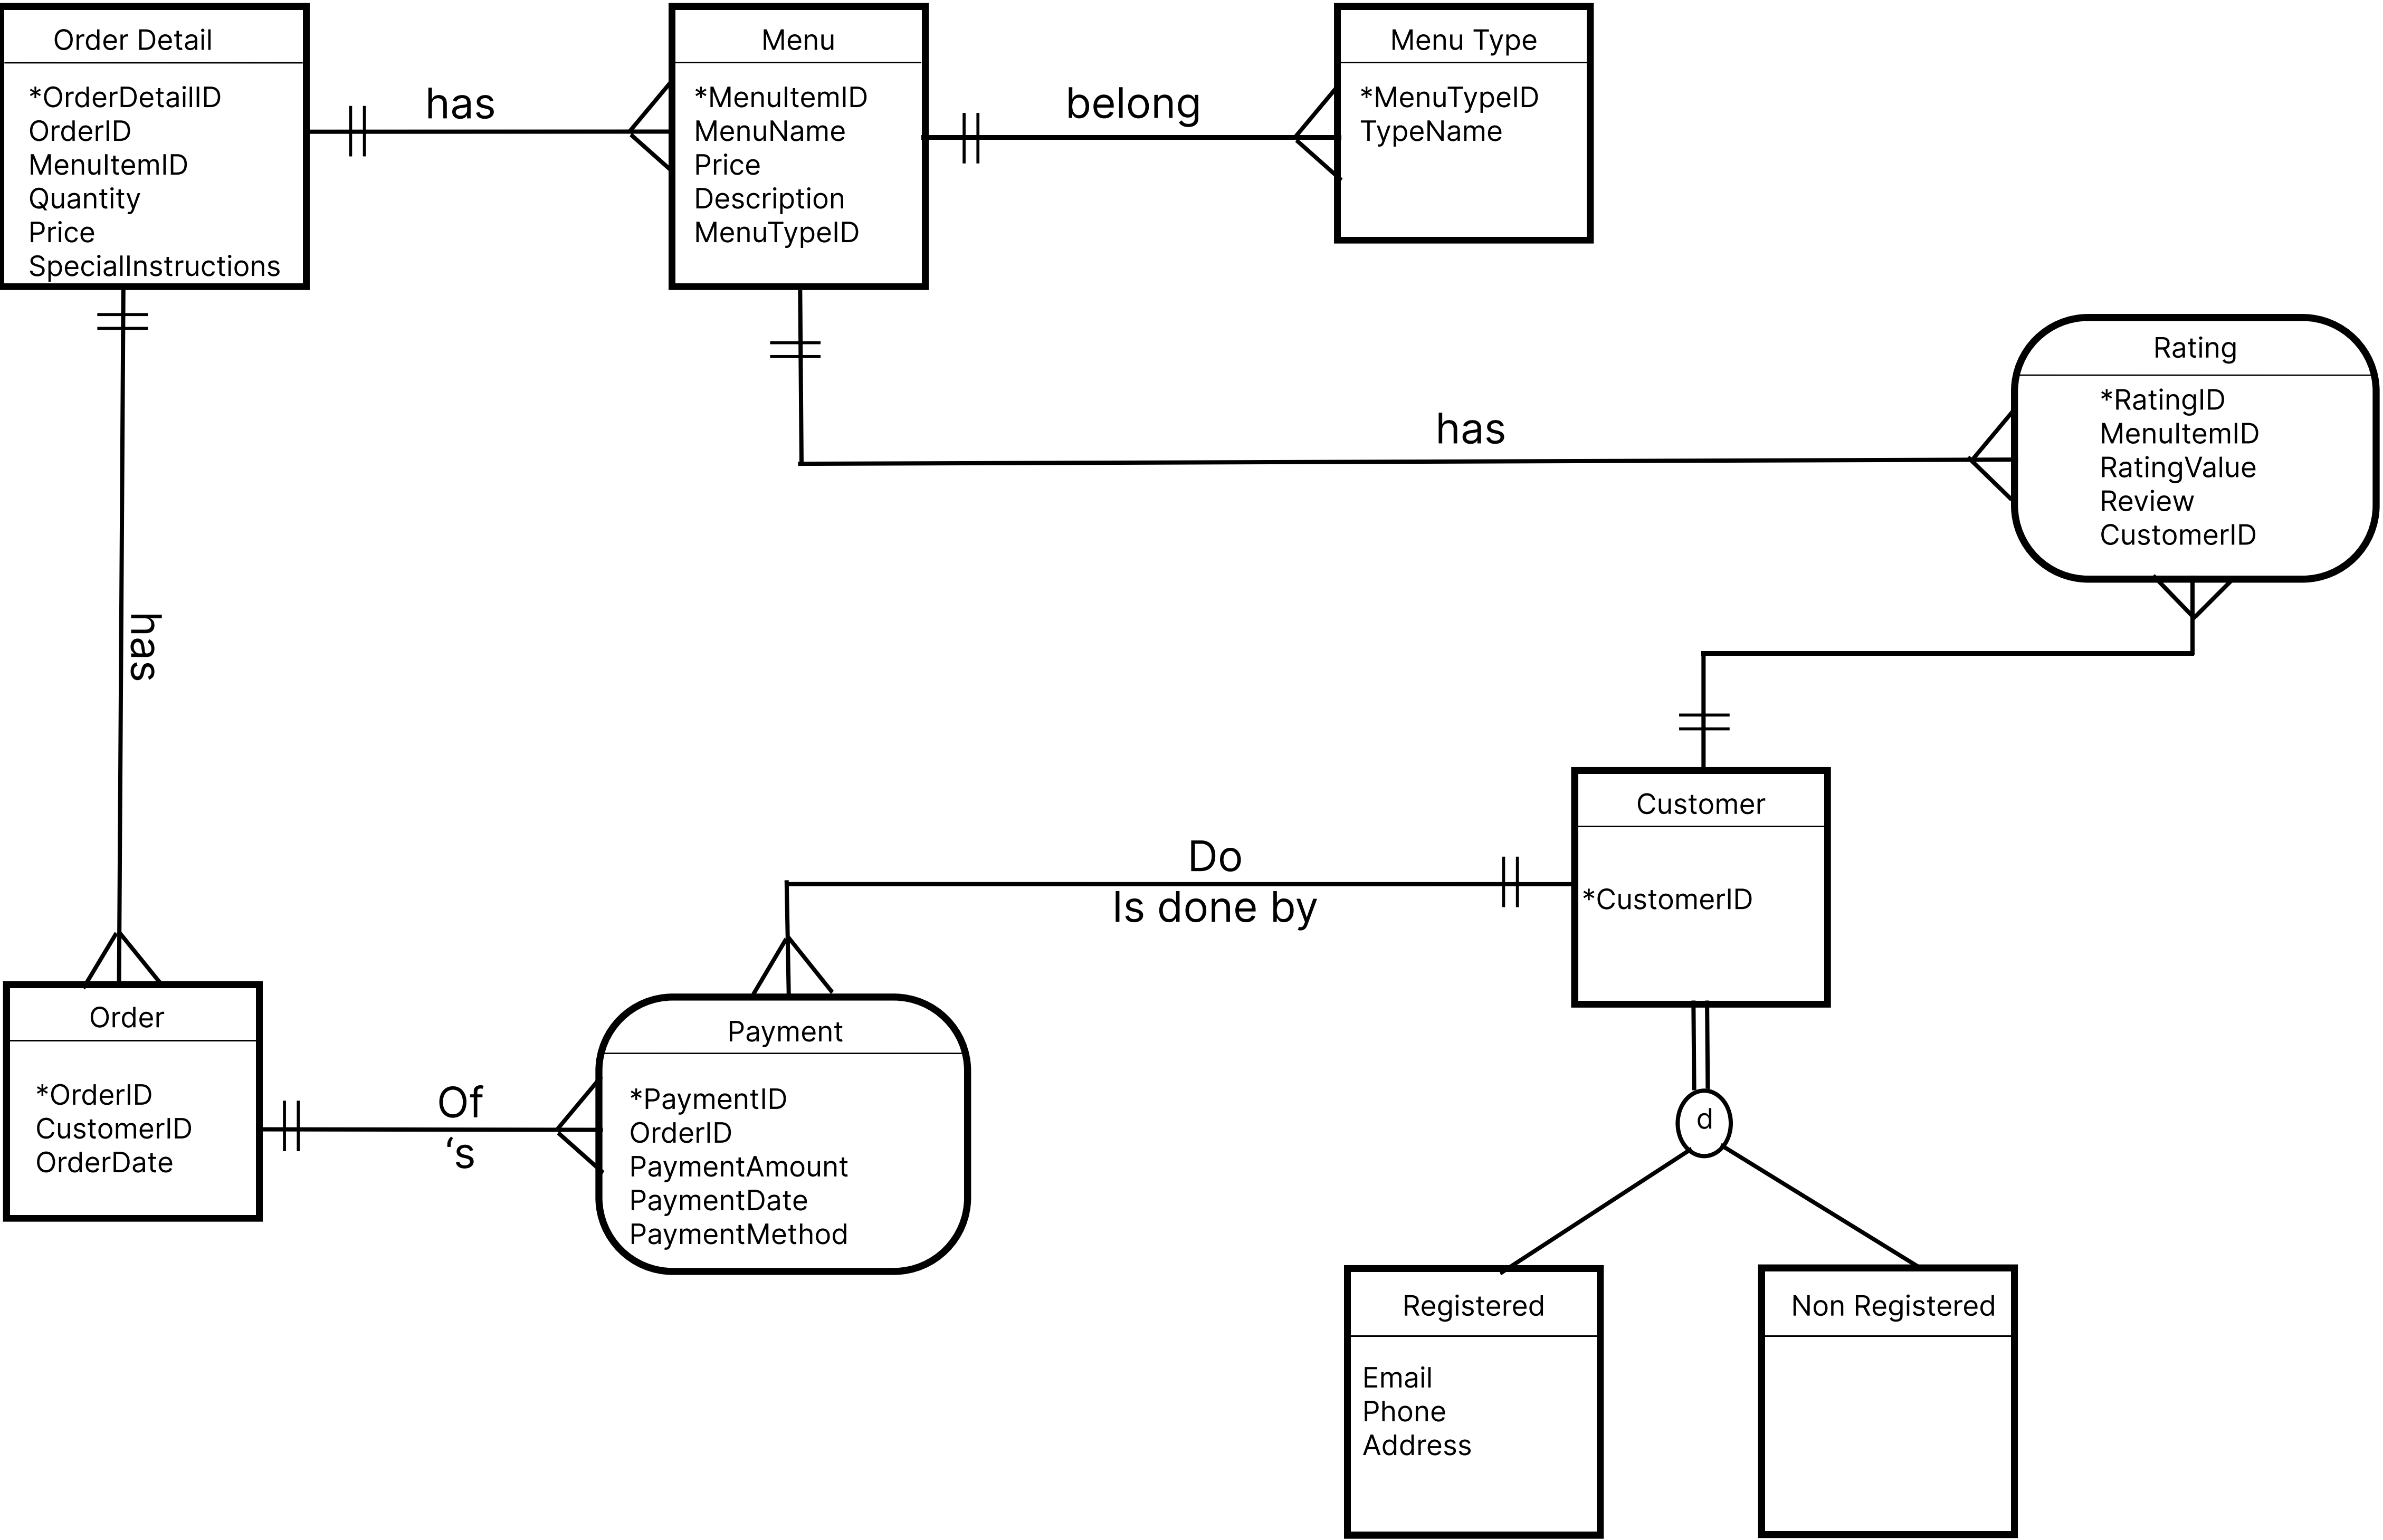 Order Detail
*OrderDetailID
OrderID
MenuItemID
Quantity
Price
SpecialInstructions
has
Menu
*MenuItemID
MenuName
Price
Description
MenuTypeID
belong
Menu Type
*MenuTypeID
TypeName
has
Rating
*RatingID
MenuItemID
RatingValue
Review
CustomerID
has
Customer
*CustomerID
Do
Is done by
Order
*OrderID
CustomerID
OrderDate
Of
‘s
Payment
*PaymentID
OrderID
PaymentAmount
PaymentDate
PaymentMethod
d
Registered
Email
Phone
Address
Non Registered